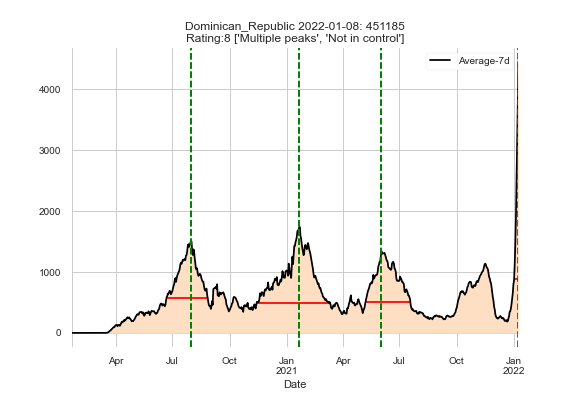 Dominican_Republic 2022-01-08: 451185
Rating:8 ['Multiple peaks', 'Not in control']
Average-7d
4000
3000
2000
1000
0
Apr
Jul
Oct
Jan
2021
Apr
Jul
Oct
Jan
2022
Date